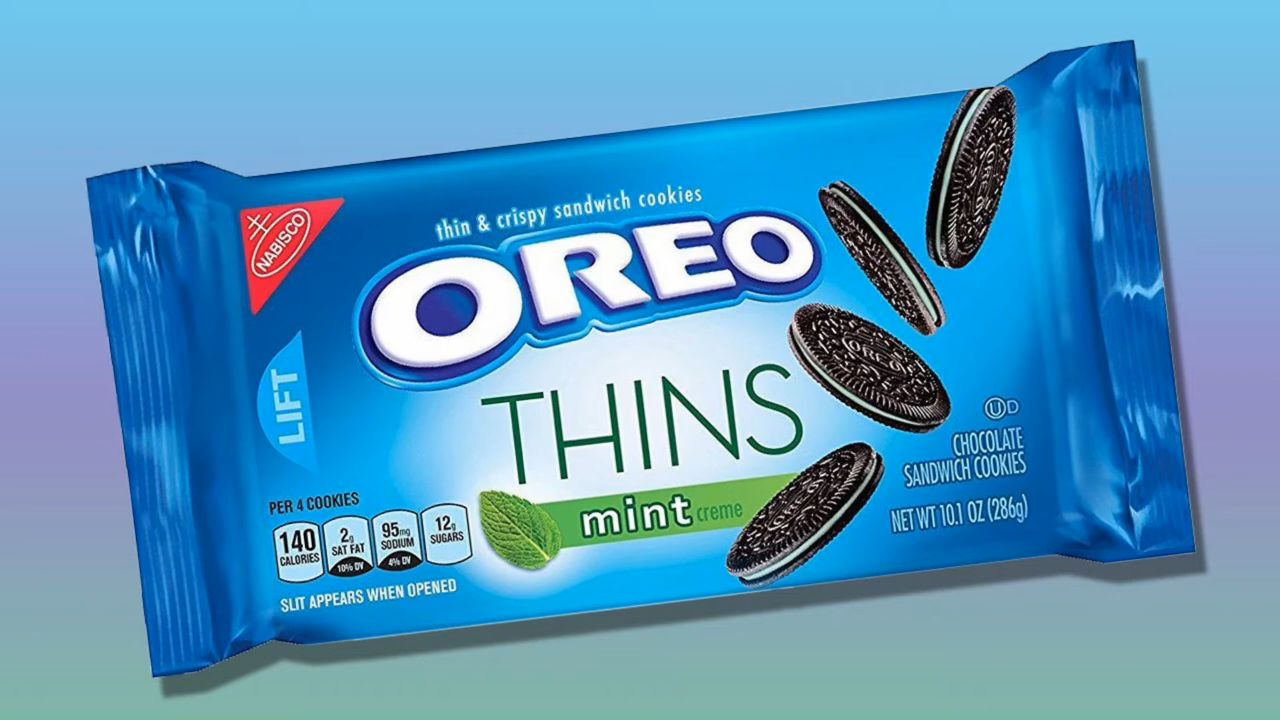 NABISCO
thin & crispy sandwich cookies
OREO
THINS
mint creme
LIFT
PER 4 COOKIES
140 CALORIES
2g SAT FAT 10% DV
95mg SODIUM 4% DV
12g SUGARS
SLIT APPEARS WHEN OPENED
OREO
U D
CHOCOLATE
SANDWICH COOKIES
NET WT 10.1 OZ (286g)